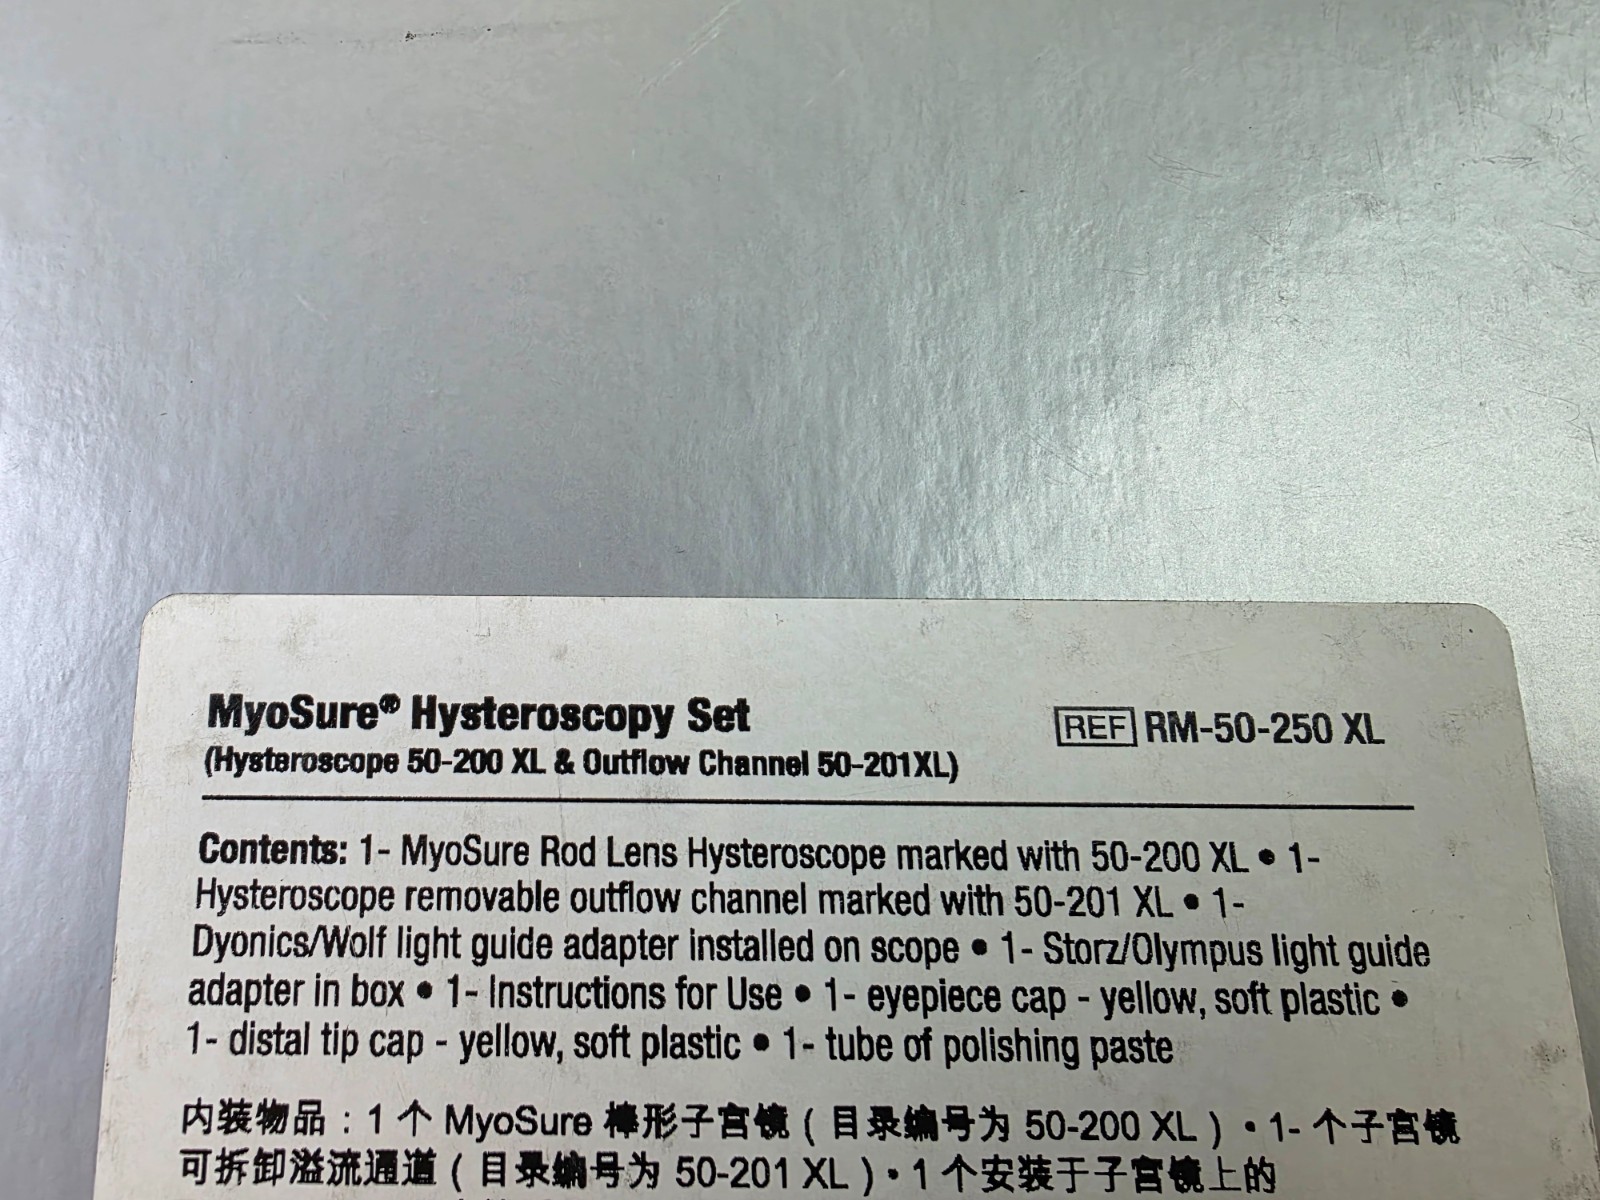 MyoSure® Hysteroscopy Set
REF RM-50-250 XL
(Hysteroscope 50-200 XL & Outflow Channel 50-201XL)
Contents: 1- MyoSure Rod Lens Hysteroscope marked with 50-200 XL • 1-
Hysteroscope removable outflow channel marked with 50-201 XL • 1-
Dyonics/Wolf light guide adapter installed on scope • 1- Storz/Olympus light guide
adapter in box • 1- Instructions for Use • 1- eyepiece cap - yellow, soft plastic •
1- distal tip cap - yellow, soft plastic • 1- tube of polishing paste
内装物品：1 个 MyoSure 棒形子宫镜（目录编号为 50-200 XL）• 1- 个子宫镜
可拆卸溢流通道（目录编号为 50-201 XL）• 1 个安装于子宫镜上的